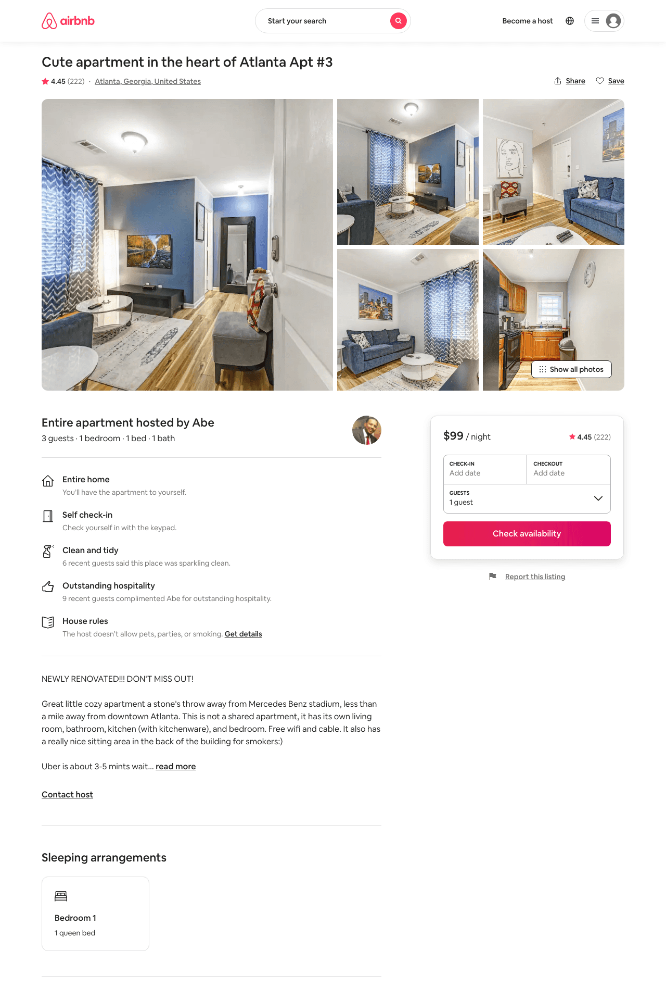 airbnb
Start your search
Become a host
Cute apartment in the heart of Atlanta Apt #3
4.45 (222) · Atlanta, Georgia, United States
Share
Save
Show all photos
Entire apartment hosted by Abe
3 guests · 1 bedroom · 1 bed · 1 bath
Entire home
You’ll have the apartment to yourself.
Self check-in
Check yourself in with the keypad.
Clean and tidy
6 recent guests said this place was sparkling clean.
Outstanding hospitality
9 recent guests complimented Abe for outstanding hospitality.
House rules
The host doesn’t allow pets, parties, or smoking. Get details
$99 / night
4.45 (222)
CHECK-IN
Add date
CHECKOUT
Add date
GUESTS
1 guest
Check availability
Report this listing
NEWLY RENOVATED!!! DON'T MISS OUT!
Great little cozy apartment a stone's throw away from Mercedes Benz stadium, less than
a mile away from downtown Atlanta. This is not a shared apartment, it has its own living
room, bathroom, kitchen (with kitchenware), and bedroom. Free wifi and cable. It also has
a really nice sitting area in the back of the building for smokers:)
Uber is about 3-5 mints wait... read more
Contact host
Sleeping arrangements
Bedroom 1
1 queen bed